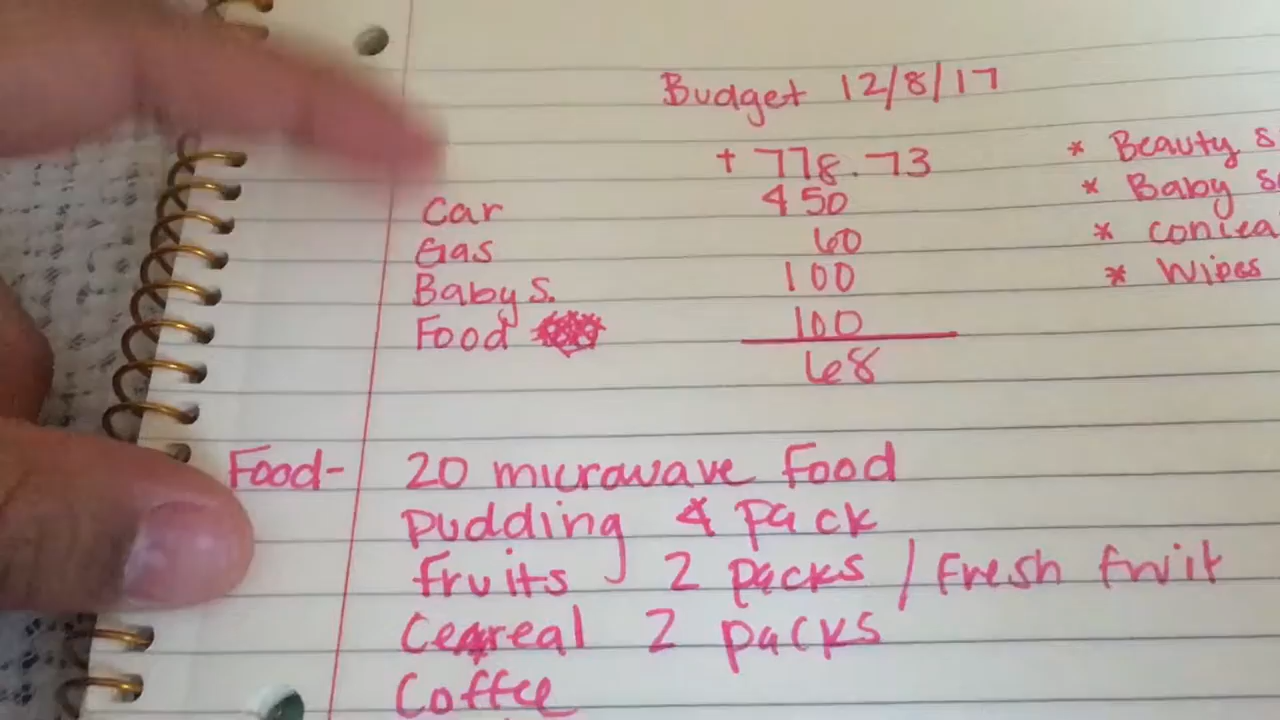 Budget 12/8/17
+ 778.73
Car 450
Gas 60
Baby S. 100
Food 100
68
* Beauty
* Baby
*
* Wipes
Food- 20 microwave Food
pudding 4 pack
fruits 2 packs / Fresh fruit
Cereal 2 packs
Coffee